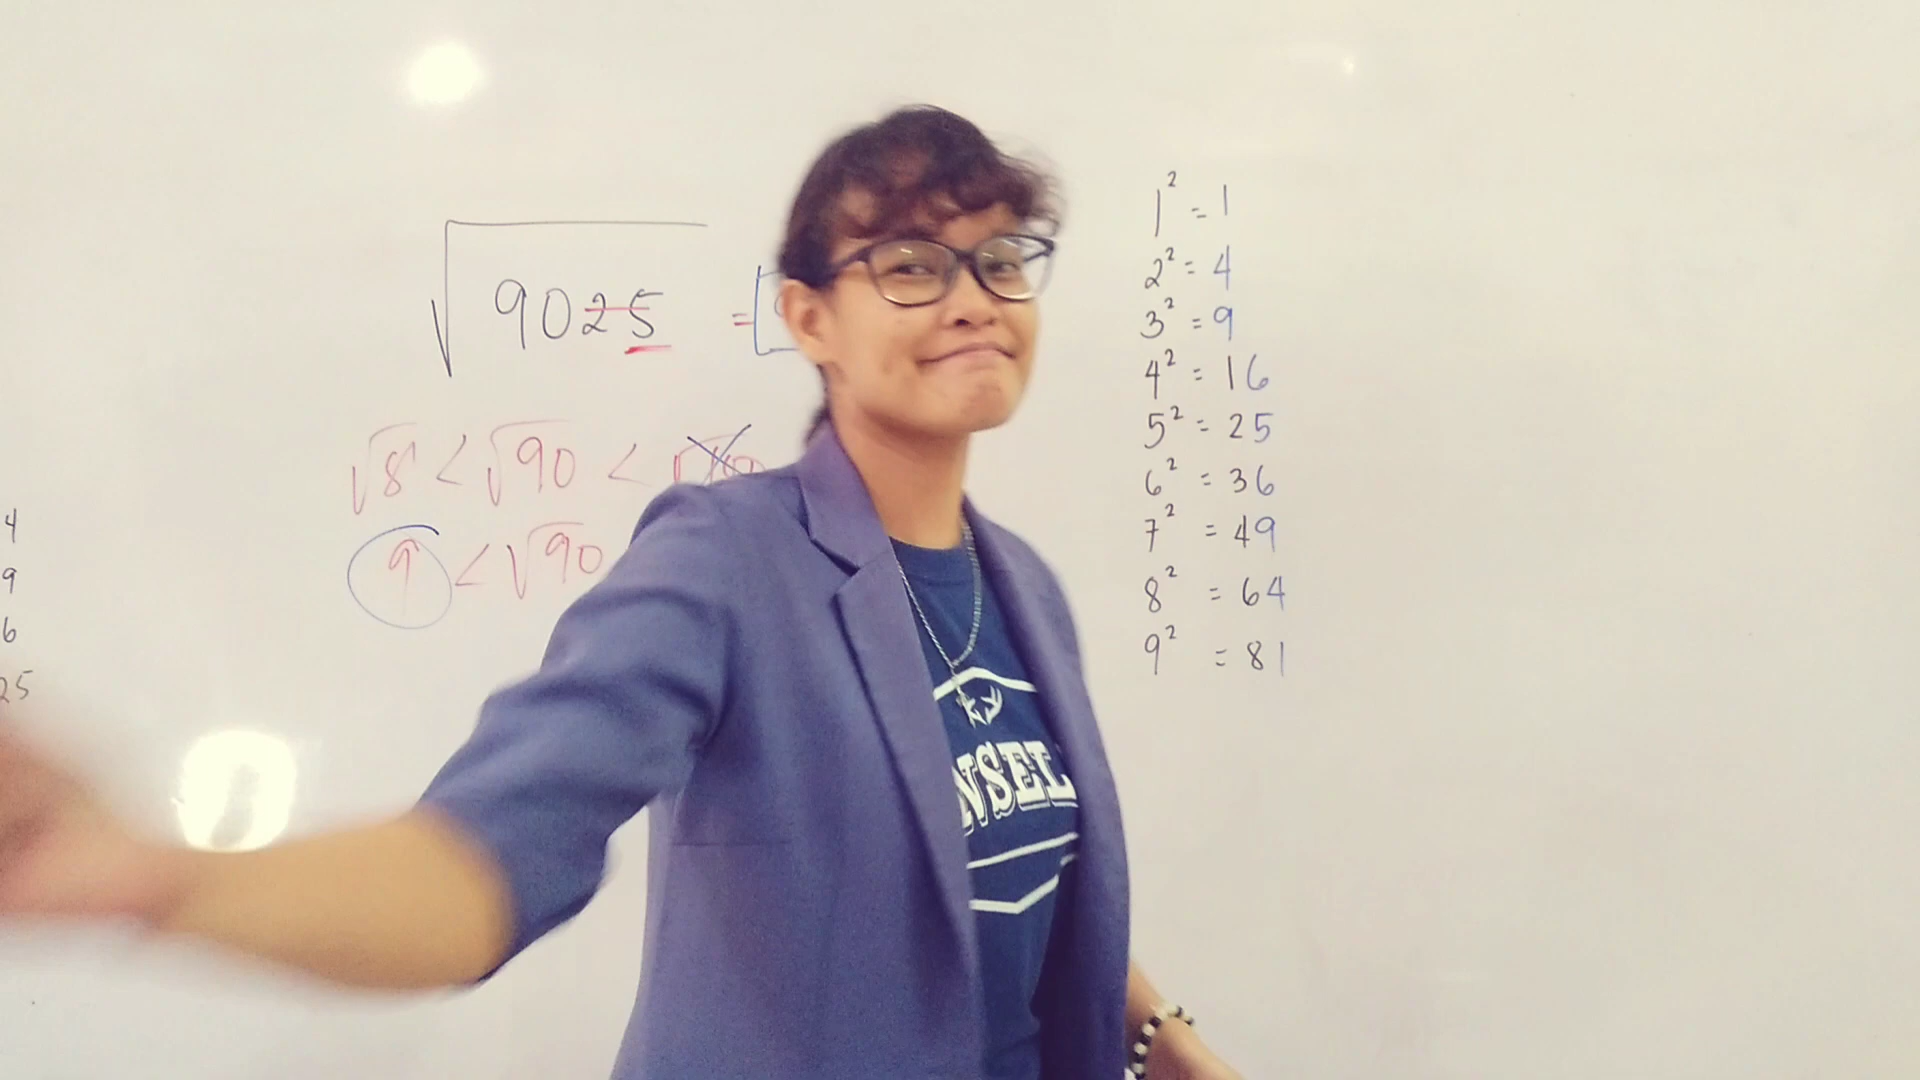 √9025 =
√8 < √90 <
9 < √90
1² = 1
2² = 4
3² = 9
4² = 16
5² = 25
6² = 36
7² = 49
8² = 64
9² = 81
4
9
6
25
NSEL